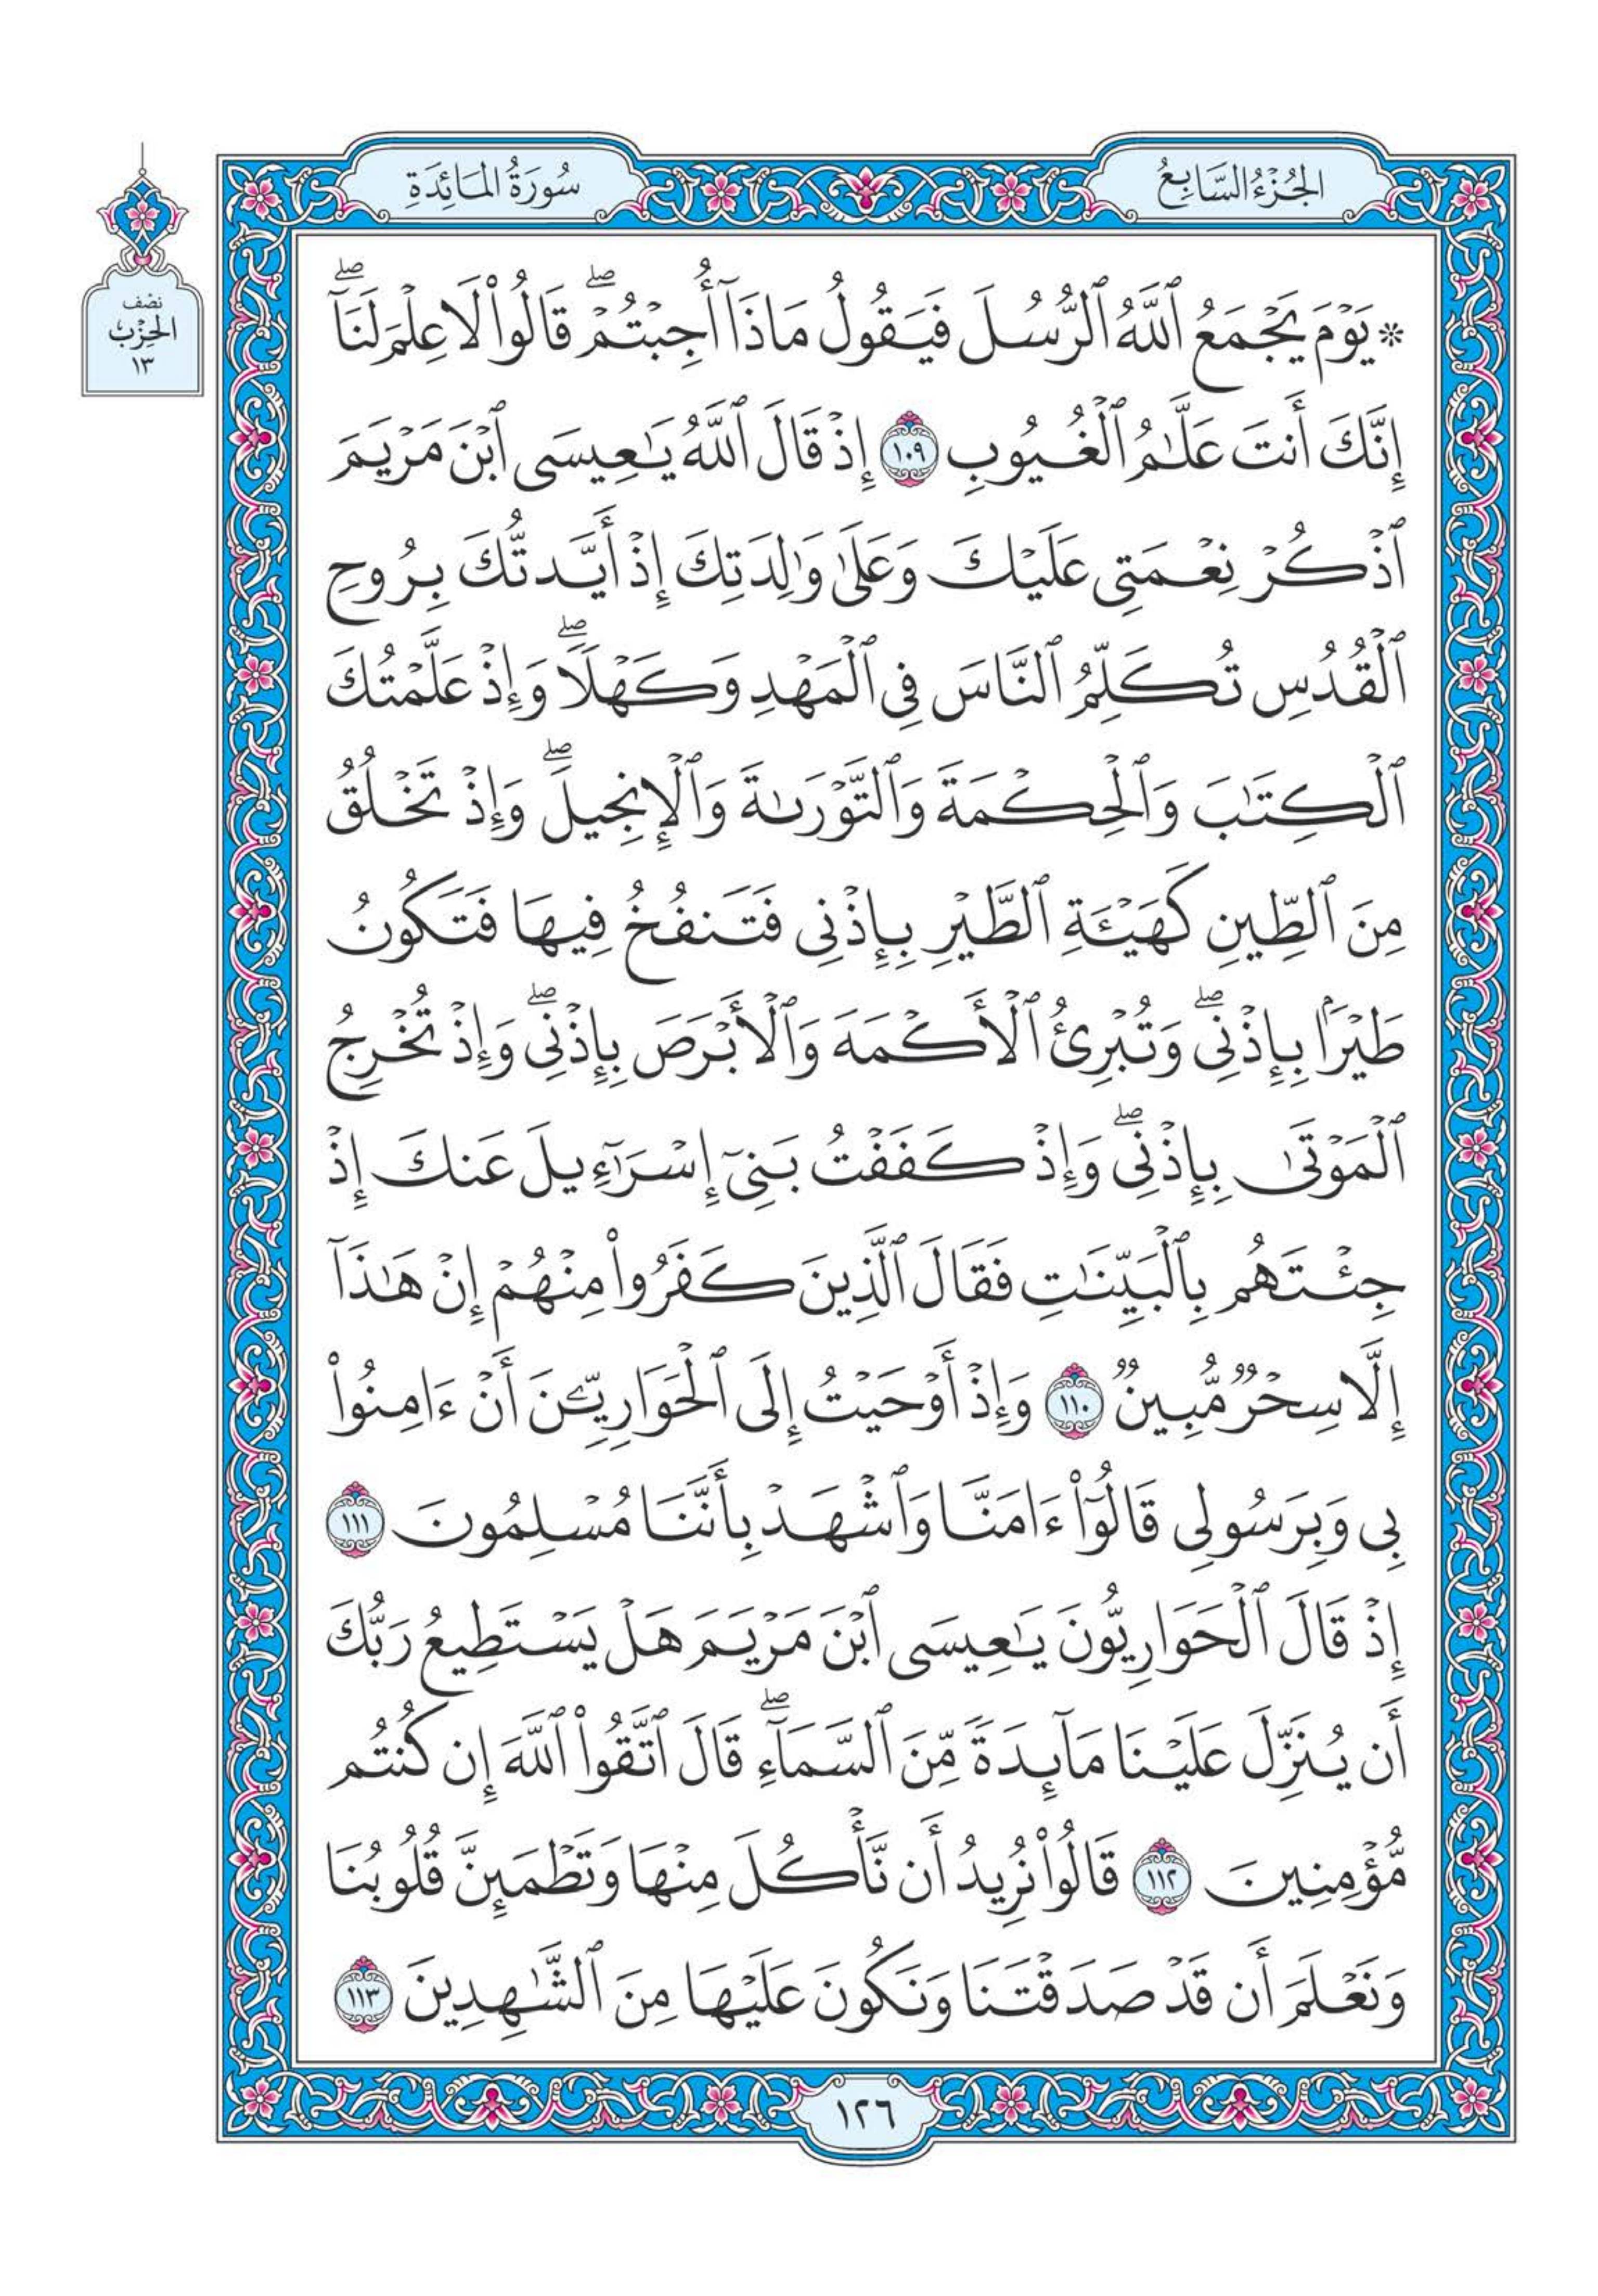 الجُزْءُ السَّابِعُ
سُورَةُ المَائِدَةِ
نصْف
الحِزْبْ
١٣
* يَوْمَ يَجْمَعُ ٱللَّهُ ٱلرُّسُلَ فَيَقُولُ مَاذَآ أُجِبْتُمْۖ قَالُوا۟ لَا عِلْمَ لَنَآۖ
إِنَّكَ أَنتَ عَلَّـٰمُ ٱلْغُيُوبِ ١٠٩ إِذْ قَالَ ٱللَّهُ يَـٰعِيسَى ٱبْنَ مَرْيَمَ
ٱذْكُرْ نِعْمَتِى عَلَيْكَ وَعَلَىٰ وَٰلِدَتِكَ إِذْ أَيَّدتُّكَ بِرُوحِ
ٱلْقُدُسِ تُكَلِّمُ ٱلنَّاسَ فِى ٱلْمَهْدِ وَكَهْلًاۖ وَإِذْ عَلَّمْتُكَ
ٱلْكِتَـٰبَ وَٱلْحِكْمَةَ وَٱلتَّوْرَىٰةَ وَٱلْإِنجِيلَۖ وَإِذْ تَخْلُقُ
مِنَ ٱلطِّينِ كَهَيْـَٔةِ ٱلطَّيْرِ بِإِذْنِى فَتَنفُخُ فِيهَا فَتَكُونُ
طَيْرًۢا بِإِذْنِىۖ وَتُبْرِئُ ٱلْأَكْمَهَ وَٱلْأَبْرَصَ بِإِذْنِىۖ وَإِذْ تُخْرِجُ
ٱلْمَوْتَىٰ بِإِذْنِىۖ وَإِذْ كَفَفْتُ بَنِىٓ إِسْرَٰٓءِيلَ عَنكَ إِذْ
جِئْتَهُم بِٱلْبَيِّنَـٰتِ فَقَالَ ٱلَّذِينَ كَفَرُوا۟ مِنْهُمْ إِنْ هَـٰذَآ
إِلَّا سِحْرٌ مُّبِينٌ ١١٠ وَإِذْ أَوْحَيْتُ إِلَى ٱلْحَوَارِيِّـۧنَ أَنْ ءَامِنُوا۟
بِى وَبِرَسُولِى قَالُوٓا۟ ءَامَنَّا وَٱشْهَدْ بِأَنَّنَا مُسْلِمُونَ ١١١
إِذْ قَالَ ٱلْحَوَارِيُّونَ يَـٰعِيسَى ٱبْنَ مَرْيَمَ هَلْ يَسْتَطِيعُ رَبُّكَ
أَن يُنَزِّلَ عَلَيْنَا مَآئِدَةً مِّنَ ٱلسَّمَآءِۖ قَالَ ٱتَّقُوا۟ ٱللَّهَ إِن كُنتُم
مُّؤْمِنِينَ ١١٢ قَالُوا۟ نُرِيدُ أَن نَّأْكُلَ مِنْهَا وَتَطْمَئِنَّ قُلُوبُنَا
وَنَعْلَمَ أَن قَدْ صَدَقْتَنَا وَنَكُونَ عَلَيْهَا مِنَ ٱلشَّـٰهِدِينَ ١١٣
١٢٦